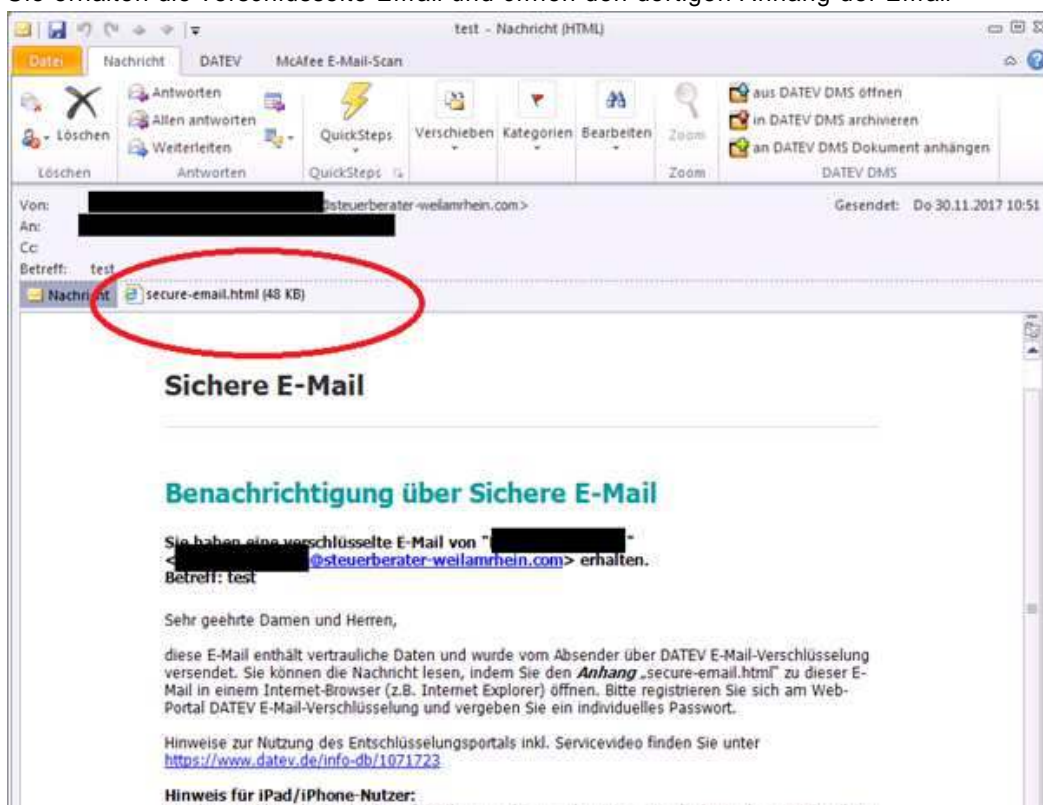 Sie erhalten die verschlüsselte Email und öffnen den dortigen Anhang der Email
test - Nachricht (HTML)
Datei Nachricht DATEV McAfee E-Mail-Scan
Löschen
Antworten
Allen antworten
Weiterleiten
QuickSteps
Verschieben Kategorien Bearbeiten Zoom
aus DATEV DMS öffnen
in DATEV DMS archivieren
an DATEV DMS Dokument anhängen
Löschen Antworten QuickSteps Zoom DATEV DMS
Von: @steuerberater-weilamrhein.com> Gesendet: Do 30.11.2017 10:51
An:
Cc
Betreff: test
Nachricht secure-email.html (48 KB)
Sichere E-Mail
Benachrichtigung über Sichere E-Mail
Sie haben eine verschlüsselte E-Mail von " "
< @steuerberater-weilamrhein.com> erhalten.
Betreff: test
Sehr geehrte Damen und Herren,
diese E-Mail enthält vertrauliche Daten und wurde vom Absender über DATEV E-Mail-Verschlüsselung
versendet. Sie können die Nachricht lesen, indem Sie den Anhang „secure-email.html" zu dieser E-
Mail in einem Internet-Browser (z.B. Internet Explorer) öffnen. Bitte registrieren Sie sich am Web-
Portal DATEV E-Mail-Verschlüsselung und vergeben Sie ein individuelles Passwort.
Hinweise zur Nutzung des Entschlüsselungsportals inkl. Servicevideo finden Sie unter
https://www.datev.de/info-db/1071723
Hinweis für iPad/iPhone-Nutzer: